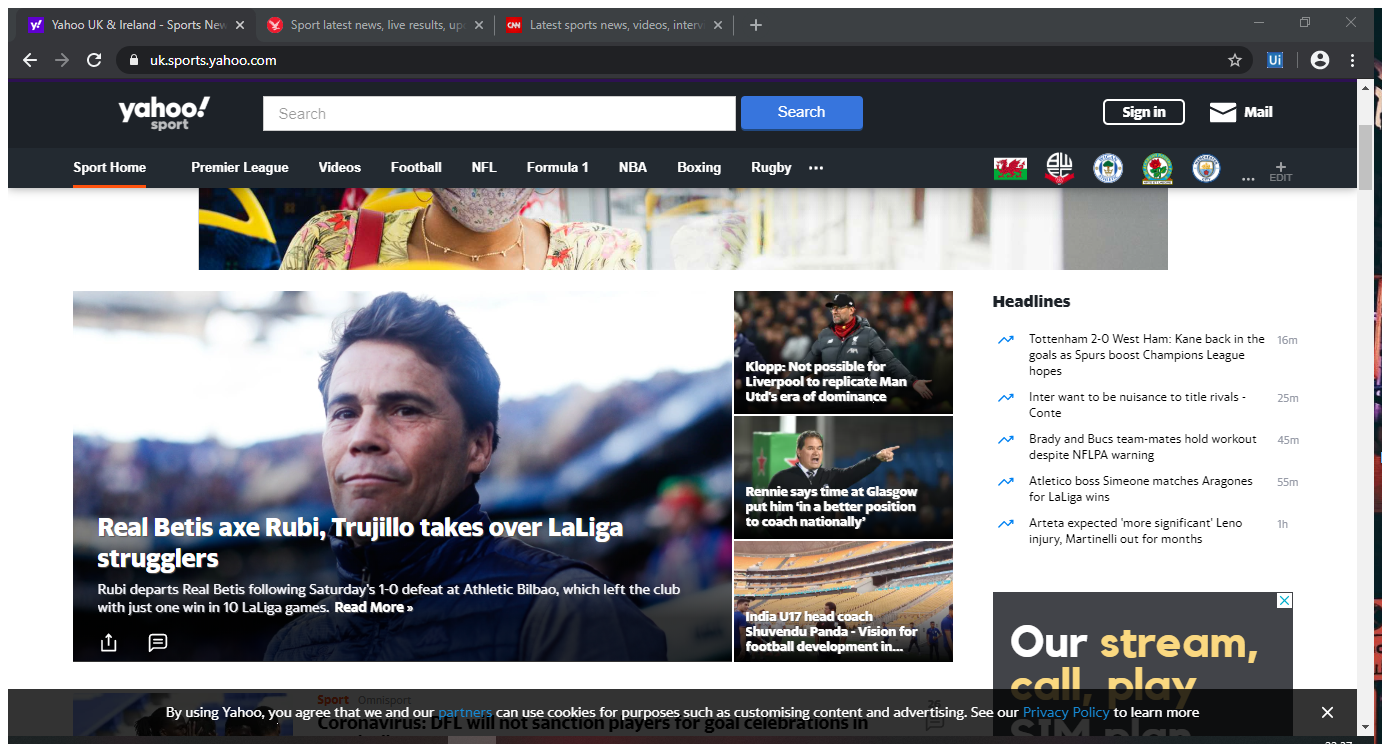 Yahoo UK & Ireland - Sports New
Sport latest news, live results, upd
CNN
Latest sports news, videos, interv
uk.sports.yahoo.com
Ui
yahoo!
sport
Search
Search
Sign in
Mail
Sport Home
Premier League
Videos
Football
NFL
Formula 1
NBA
Boxing
Rugby
...
...
EDIT
Real Betis axe Rubi, Trujillo takes over LaLiga
strugglers
Rubi departs Real Betis following Saturday's 1-0 defeat at Athletic Bilbao, which left the club
with just one win in 10 LaLiga games. Read More »
Klopp: Not possible for
Liverpool to replicate Man
Utd's era of dominance
Rennie says time at Glasgow
put him ‘in a better position
to coach nationally’
India U17 head coach
Shuvendu Panda - Vision for
football development in...
Headlines
Tottenham 2-0 West Ham: Kane back in the
goals as Spurs boost Champions League
hopes
16m
Inter want to be nuisance to title rivals -
Conte
25m
Brady and Bucs team-mates hold workout
despite NFLPA warning
45m
Atletico boss Simeone matches Aragones
for LaLiga wins
55m
Arteta expected 'more significant' Leno
injury, Martinelli out for months
1h
Our stream,
call, play
SIM plan
Sport Omnisport
Coronavirus: DFL will not sanction players for goal celebrations in
By using Yahoo, you agree that we and our partners can use cookies for purposes such as customising content and advertising. See our Privacy Policy to learn more